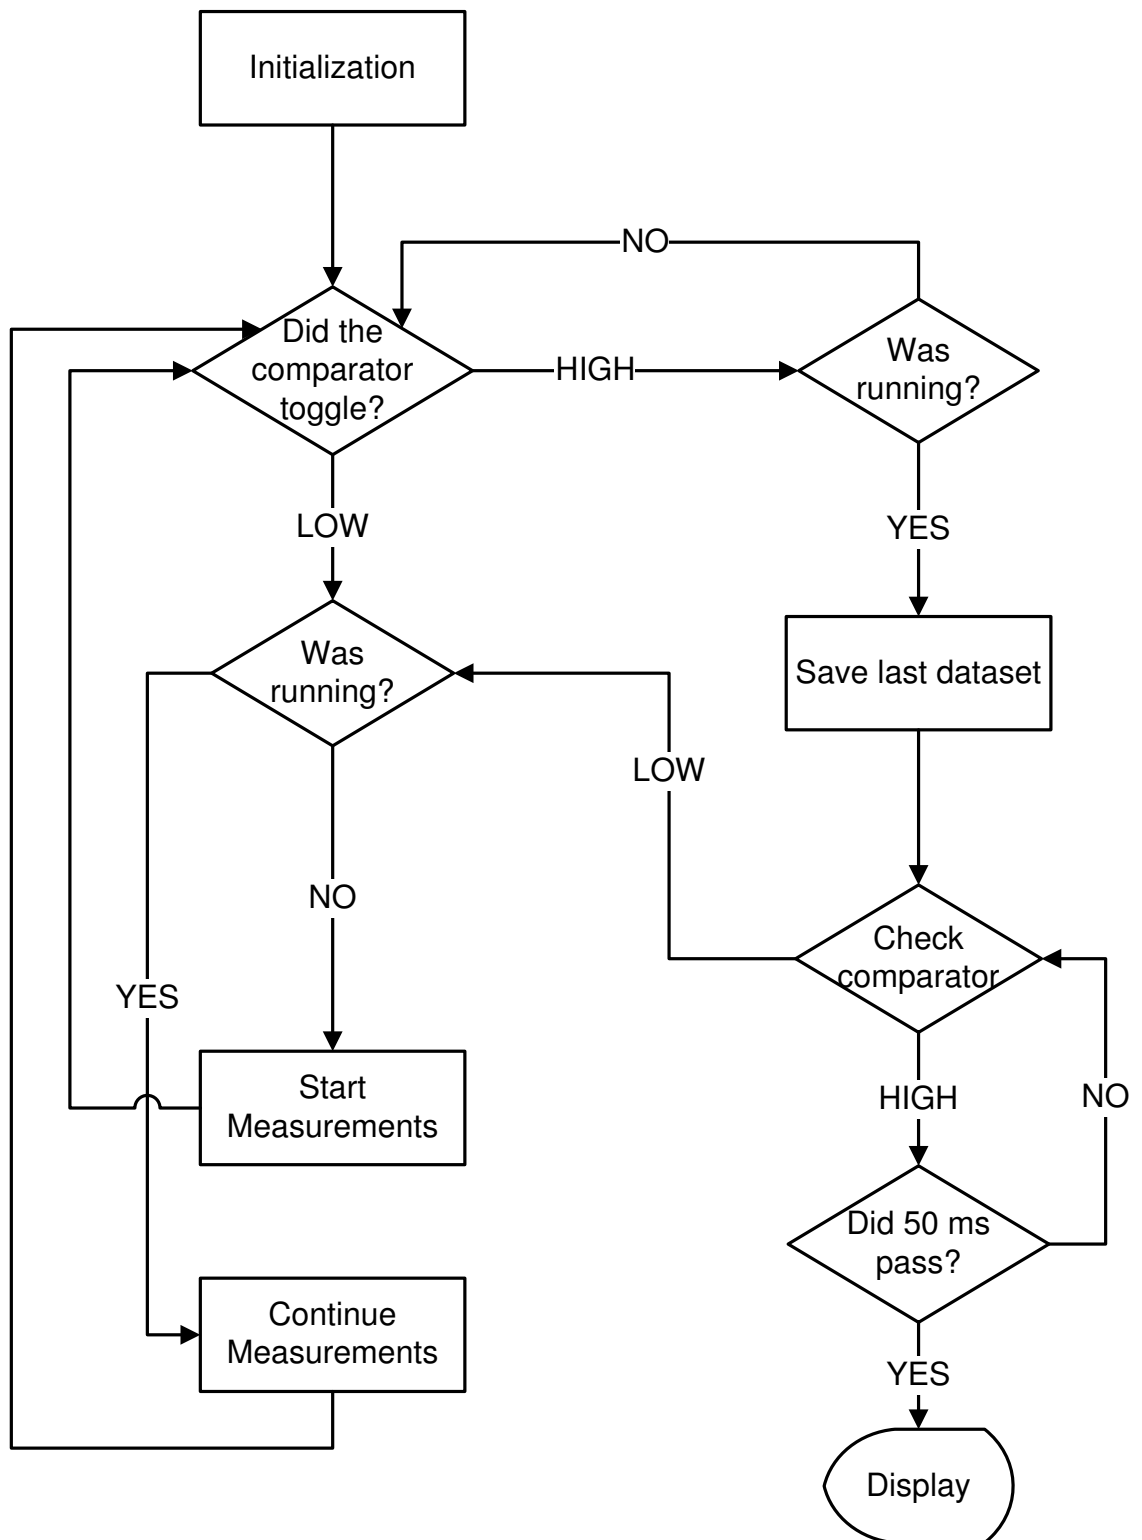 Initialization
NO
Did the
comparator
toggle?
HIGH
Was
running?
LOW
YES
Was
running?
Save last dataset
LOW
NO
Check
comparator
YES
Start
Measurements
HIGH
NO
Did 50 ms
pass?
Continue
Measurements
YES
Display